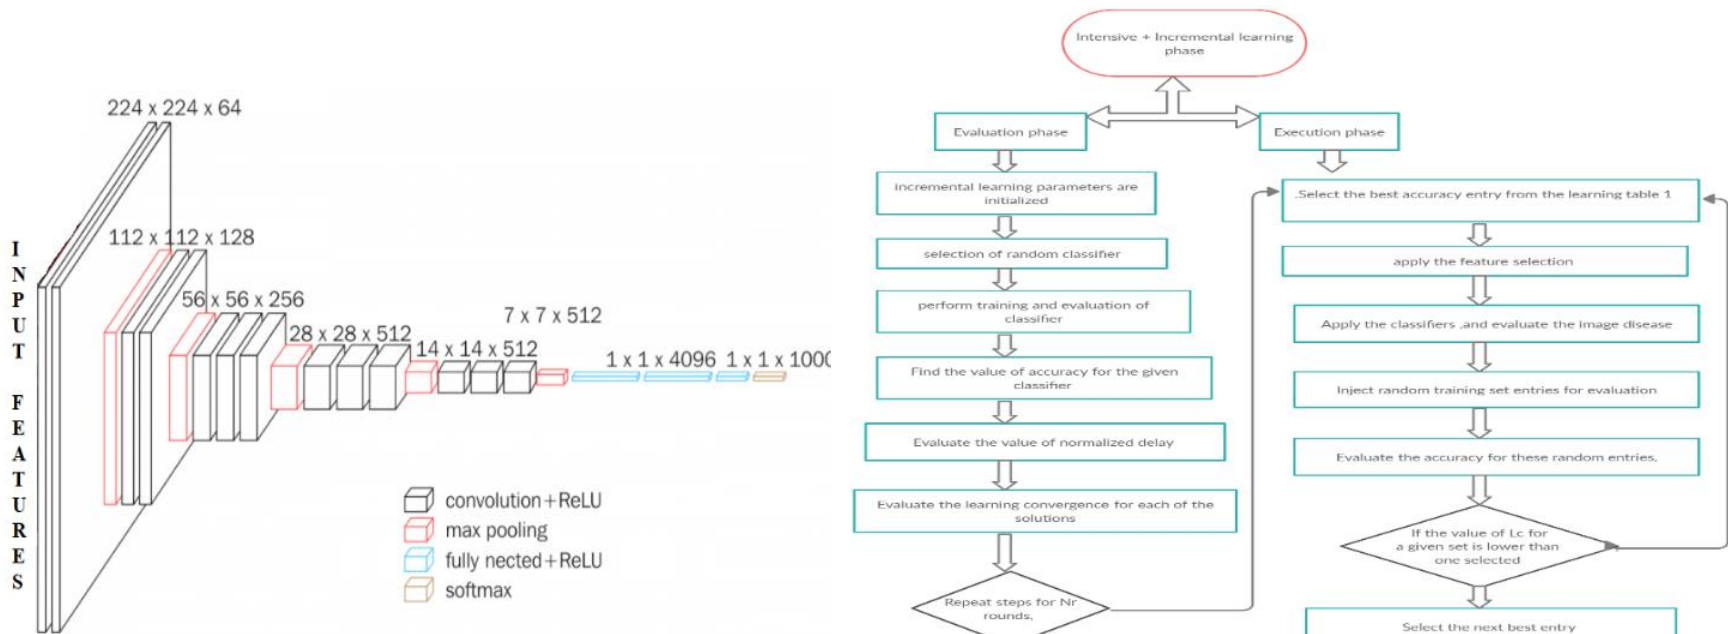 INPUT FEATURES
224 x 224 x 64
112 x 112 x 128
56 x 56 x 256
28 x 28 x 512
14 x 14 x 512
7 x 7 x 512
1 x 1 x 4096
1 x 1 x 1000
convolution+ReLU
max pooling
fully nected+ReLU
softmax
Intensive + Incremental learning
phase
Evaluation phase
incremental learning parameters are
initialized
selection of random classifier
perform training and evaluation of
classifier
Find the value of accuracy for the given
classifier
Evaluate the value of normalized delay
Evaluate the learning convergence for each of the
solutions
Repeat steps for Nr
rounds,
Execution phase
.Select the best accuracy entry from the learning table 1
apply the feature selection
Apply the classifiers ,and evaluate the image disease
Inject random training set entries for evaluation
Evaluate the accuracy for these random entries,
If the value of Lc for
a given set is lower than
one selected
Select the next best entry